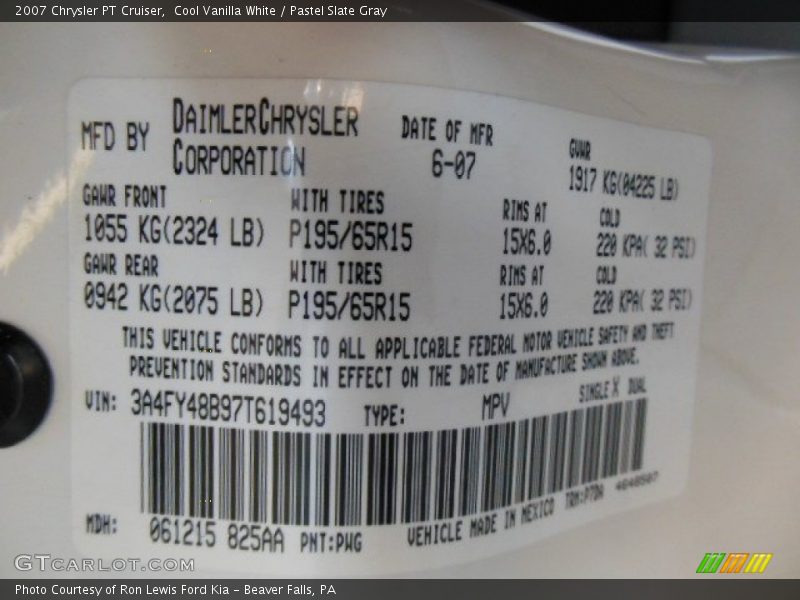 2007 Chrysler PT Cruiser, Cool Vanilla White / Pastel Slate Gray
MFD BY DAIMLERCHRYSLER CORPORATION DATE OF MFR 6-07 GVWR 1917 KG(04225 LB)
GAWR FRONT WITH TIRES RIMS AT COLD
1055 KG(2324 LB) P195/65R15 15X6.0 220 KPA( 32 PSI)
GAWR REAR WITH TIRES RIMS AT COLD
0942 KG(2075 LB) P195/65R15 15X6.0 220 KPA( 32 PSI)
THIS VEHICLE CONFORMS TO ALL APPLICABLE FEDERAL MOTOR VEHICLE SAFETY AND THEFT
PREVENTION STANDARDS IN EFFECT ON THE DATE OF MANUFACTURE SHOWN ABOVE.
VIN: 3A4FY48B97T619493 TYPE: MPV SINGLE X DUAL
MDH: 061215 825AA PNT:PWG VEHICLE MADE IN MEXICO TRM:P7DA
GTCARLOT.COM
Photo Courtesy of Ron Lewis Ford Kia – Beaver Falls, PA